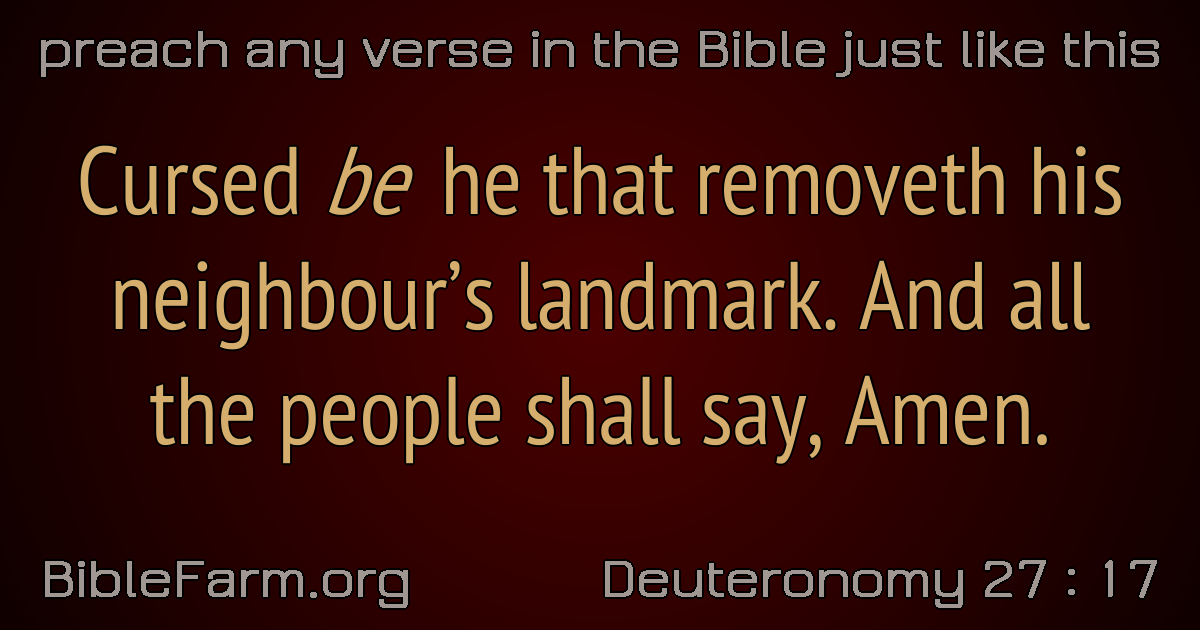 preach any verse in the Bible just like this
Cursed be he that removeth his
neighbour’s landmark. And all
the people shall say, Amen.
BibleFarm.org
Deuteronomy 27 : 17